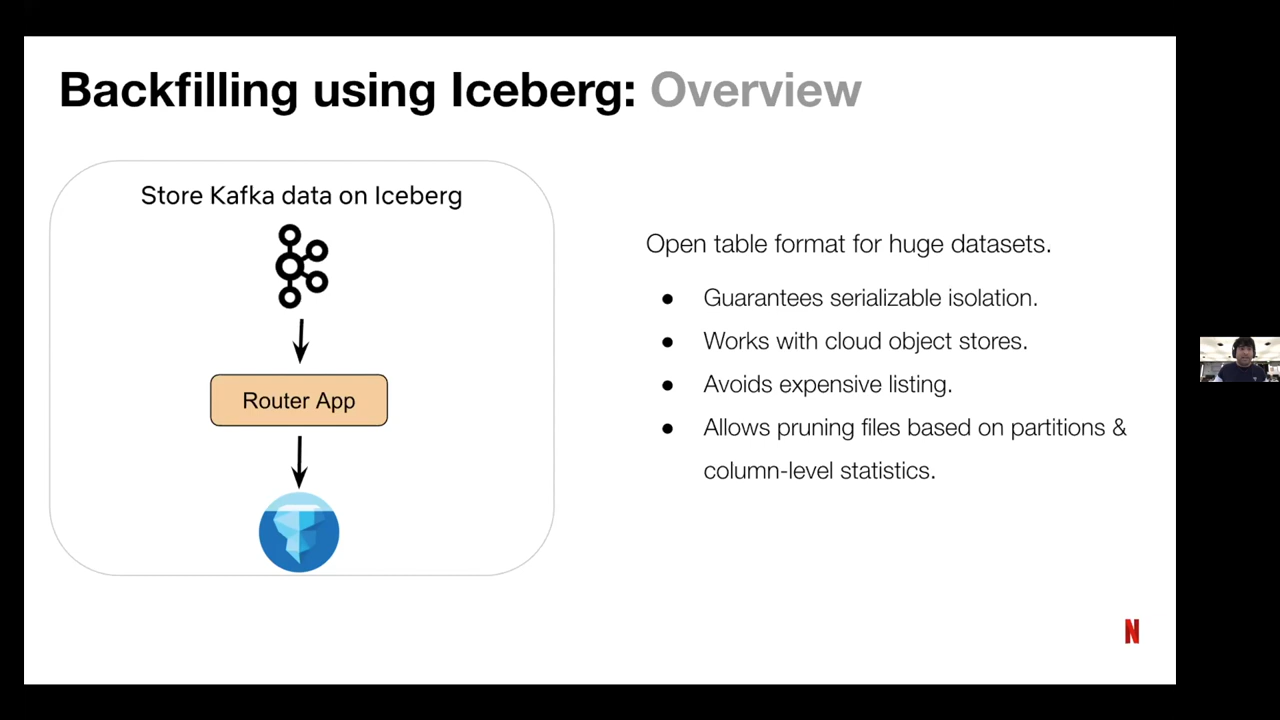 Backfilling using Iceberg: Overview
Store Kafka data on Iceberg
Router App
Open table format for huge datasets.
● Guarantees serializable isolation.
● Works with cloud object stores.
● Avoids expensive listing.
● Allows pruning files based on partitions &
column-level statistics.
N